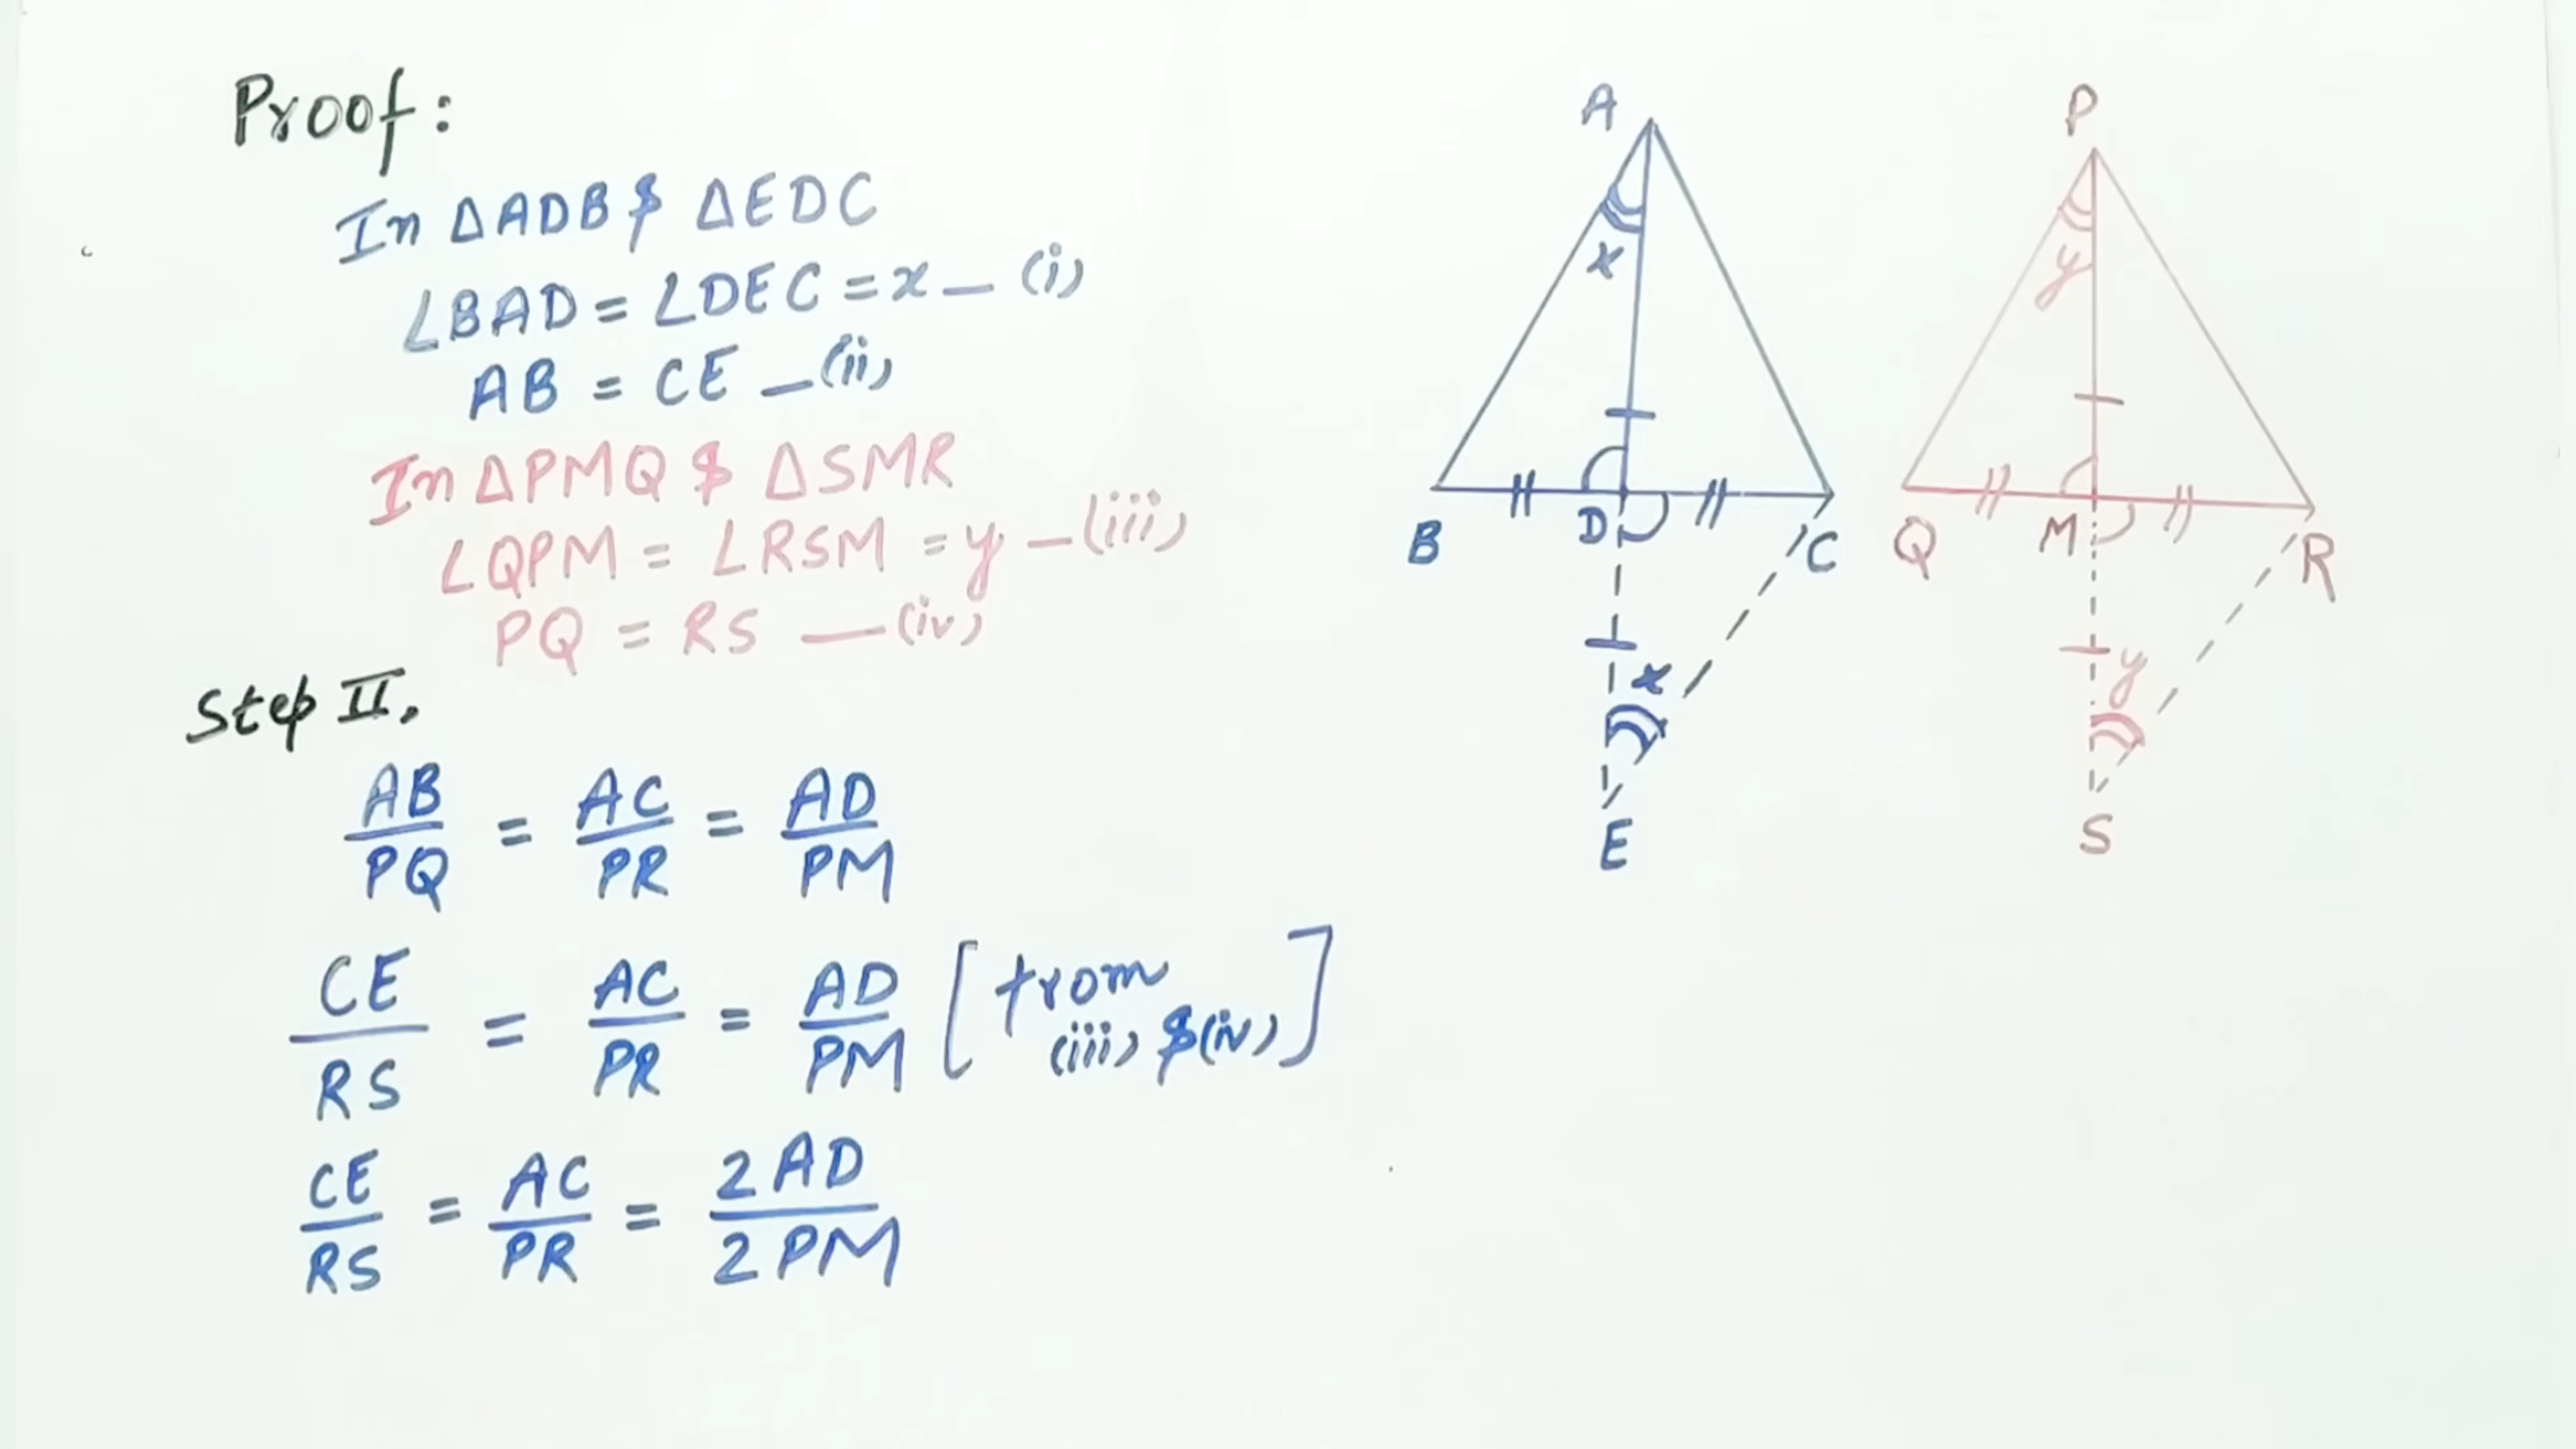 Proof:
In ΔADB & ΔEDC
∠BAD = ∠DEC = x — (i)
AB = CE — (ii)
In ΔPMQ & ΔSMR
∠QPM = ∠RSM = y — (iii)
PQ = RS — (iv)
Step II.
AB/PQ = AC/PR = AD/PM
CE/RS = AC/PR = AD/PM [from (iii) & (iv)]
CE/RS = AC/PR = 2AD/2PM
A
x
B
D
C
x
E
P
y
Q
M
R
y
S